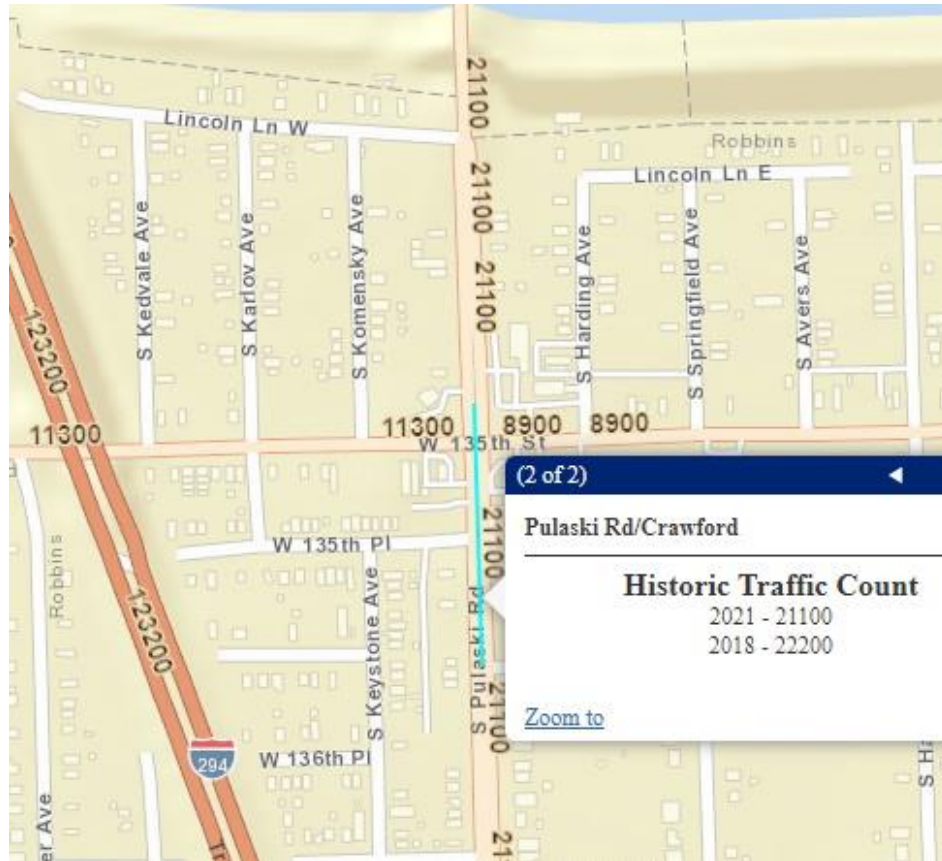 21100
Lincoln Ln W
Robbins
Lincoln Ln E
21100
21100
S Kedvale Ave
S Karlov Ave
S Komensky Ave
S Harding Ave
S Springfield Ave
S Avers Ave
123200
11300
11300
8900
8900
W 135th St
(2 of 2)
Pulaski Rd/Crawford
Historic Traffic Count
2021 - 21100
2018 - 22200
Zoom to
21100
W 135th Pl
Robbins
S Pulaski Rd
S Keystone Ave
123200
21100
294
W 136th Pl